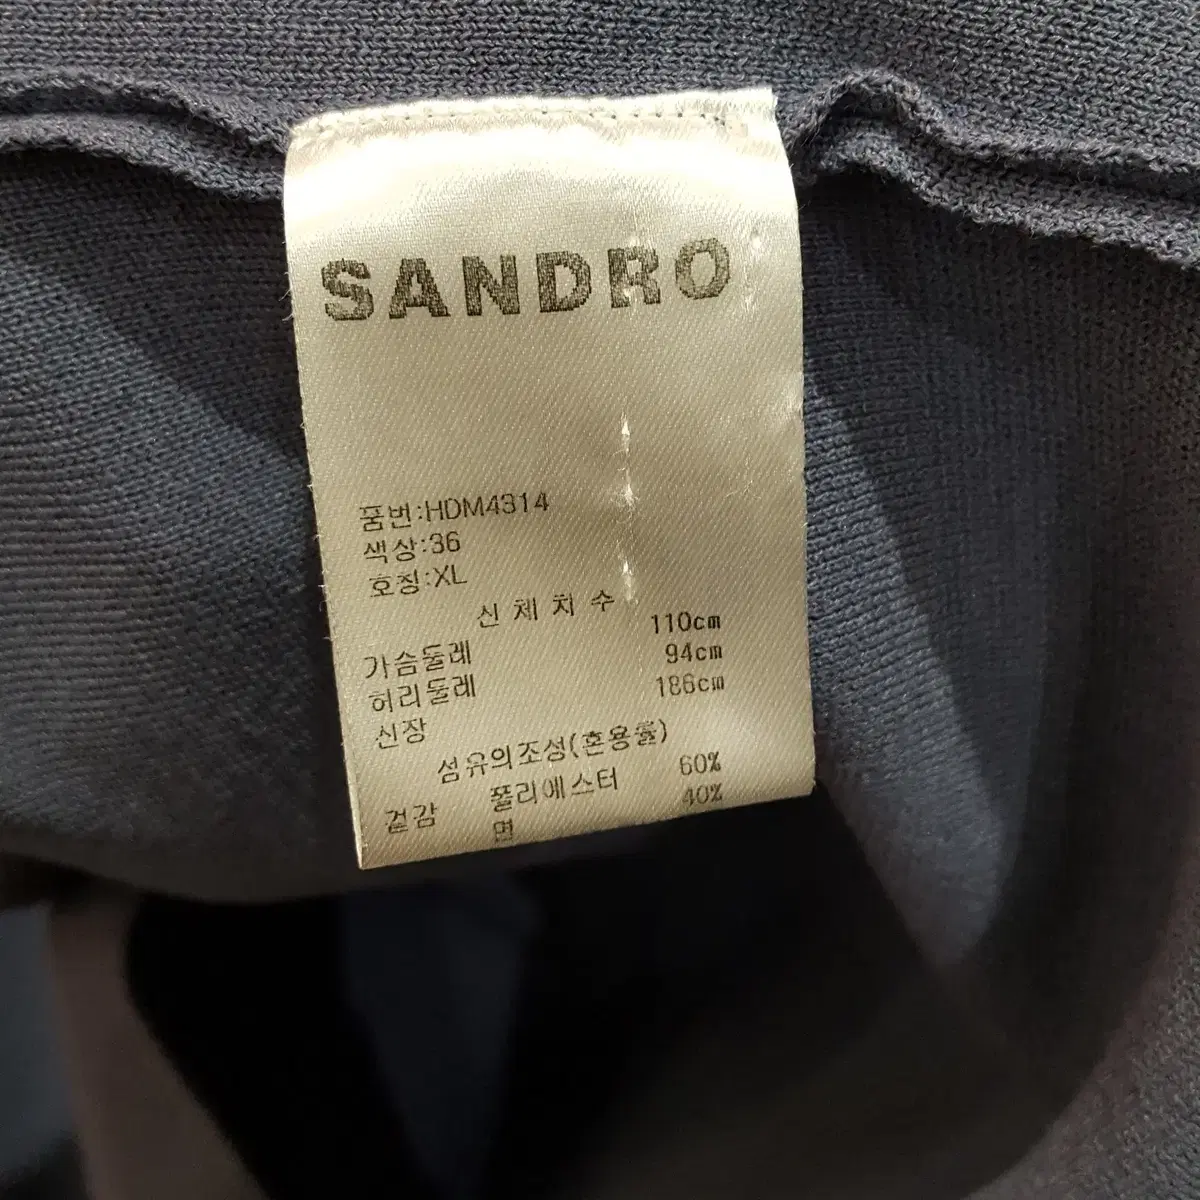 SANDRO
품번:HDM4314
색상:36
호칭:XL
신체치수
가슴둘레 110cm
허리둘레 94cm
신장 186cm
섬유의조성(혼용율)
겉감 폴리에스터 60%
면 40%